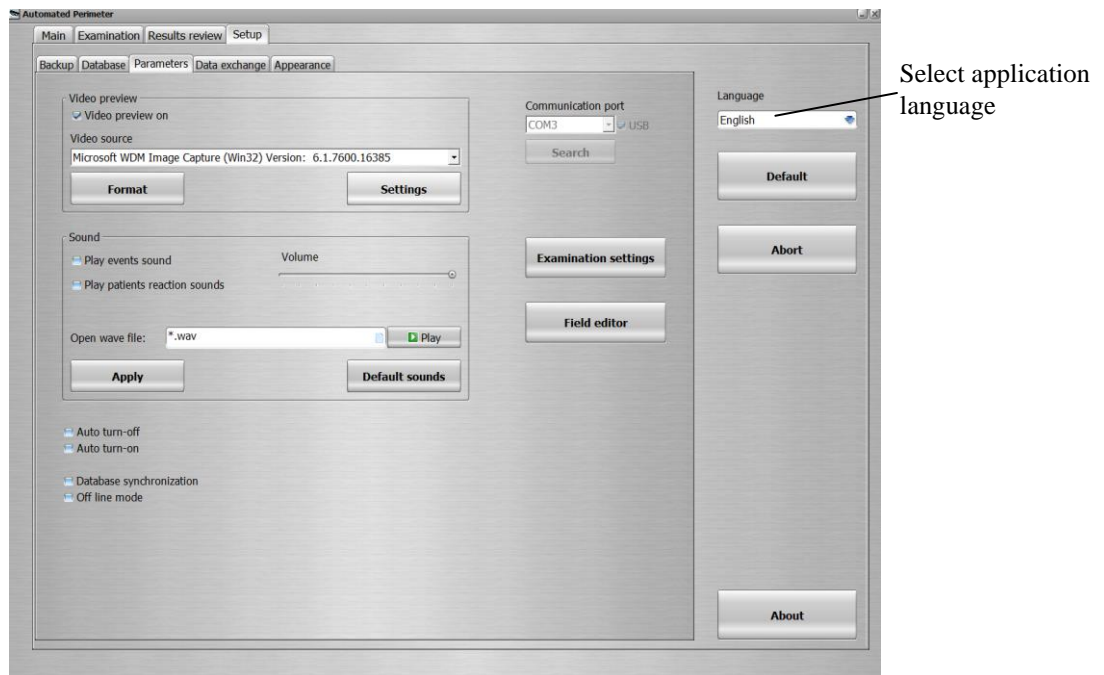 Automated Perimeter
Main Examination Results review Setup
Backup Database Parameters Data exchange Appearance
Video preview
Video preview on
Video source
Microsoft WDM Image Capture (Win32) Version: 6.1.7600.16385
Format Settings
Communication port
COM3 USB
Search
Language
English
Select application
language
Default
Sound
Play events sound
Volume
Play patients reaction sounds
Open wave file: *.wav Play
Apply Default sounds
Examination settings
Field editor
Abort
Auto turn-off
Auto turn-on
Database synchronization
Off line mode
About